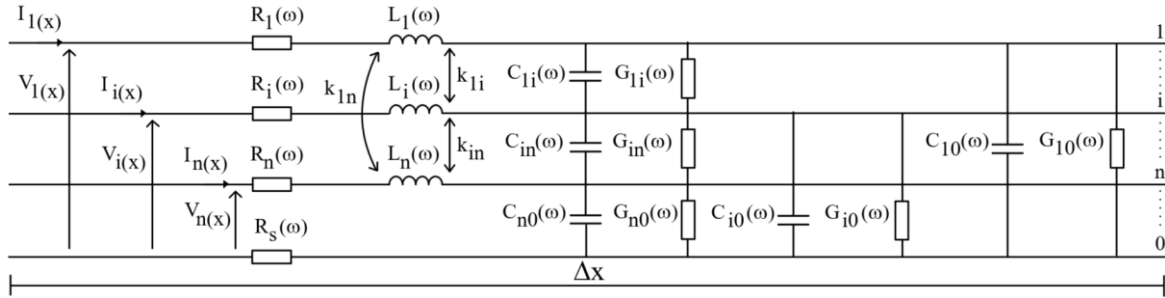 I1(x) R1(ω) L1(ω) 1
V1(x) Ii(x) Ri(ω) k1n Li(ω) k1i C1i(ω) G1i(ω) i
Vi(x) In(x) Rn(ω) Ln(ω) kin Cin(ω) Gin(ω) C10(ω) G10(ω) n
Vn(x) Rs(ω) Cn0(ω) Gn0(ω) Ci0(ω) Gi0(ω) 0
Δx